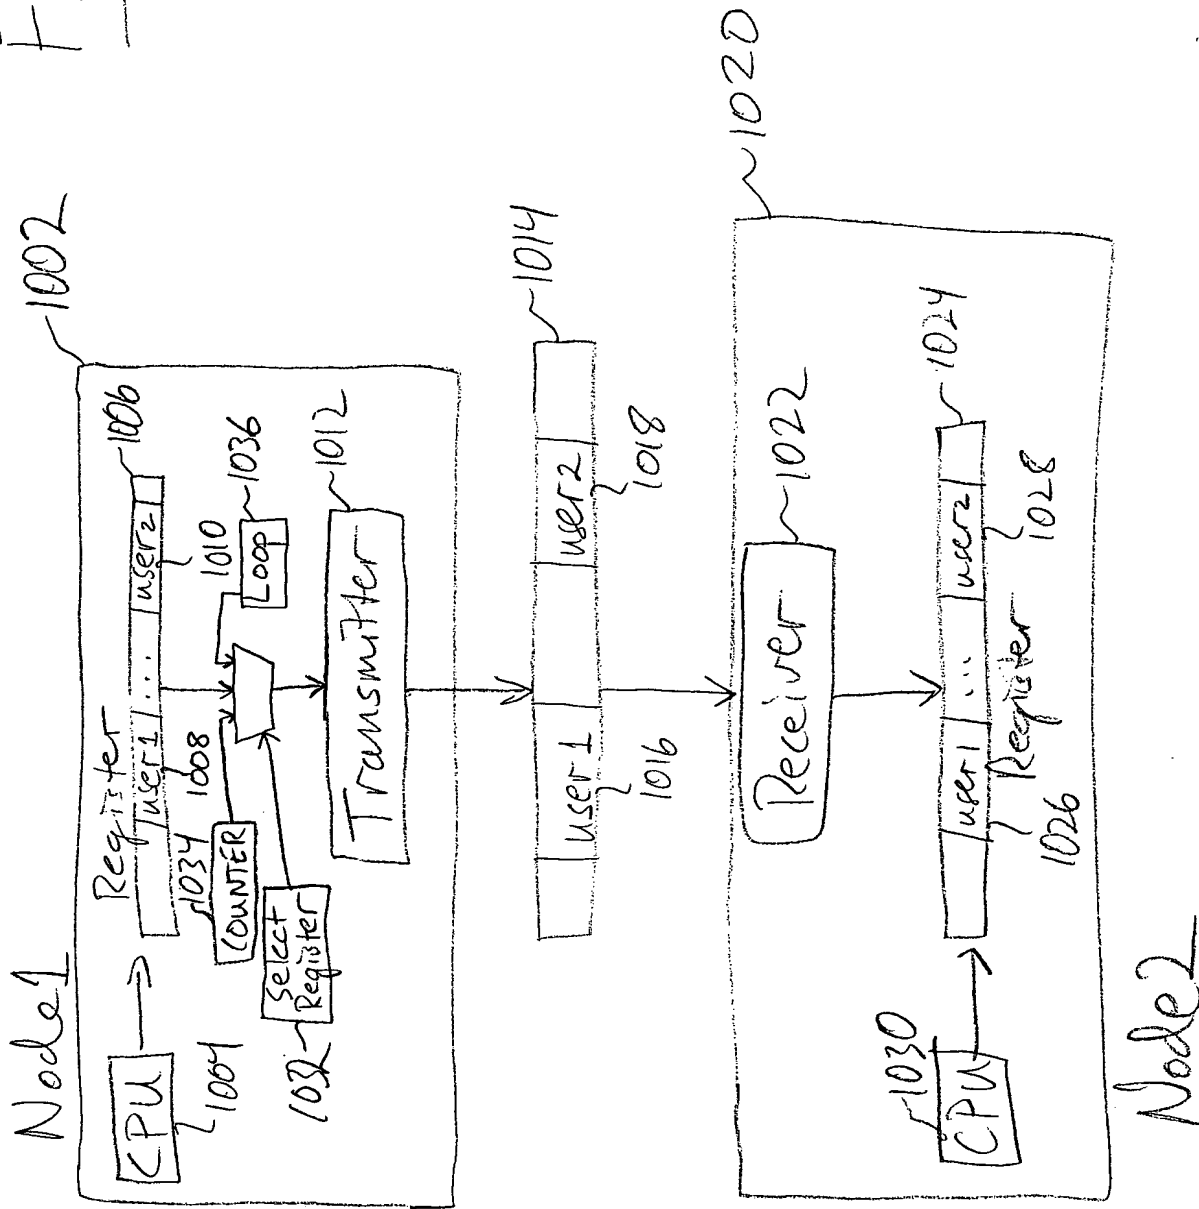 F
Node1
1002
Register
1006
CPU
1004
user1
...
user2
1008
1010
1034
COUNTER
LOOP
1036
Select
Register
1032
Transmitter
1012
1014
user1
user2
1016
1018
1020
Receiver
1022
1030
CPU
user1
...
user2
1024
1026
Register
1028
Node2